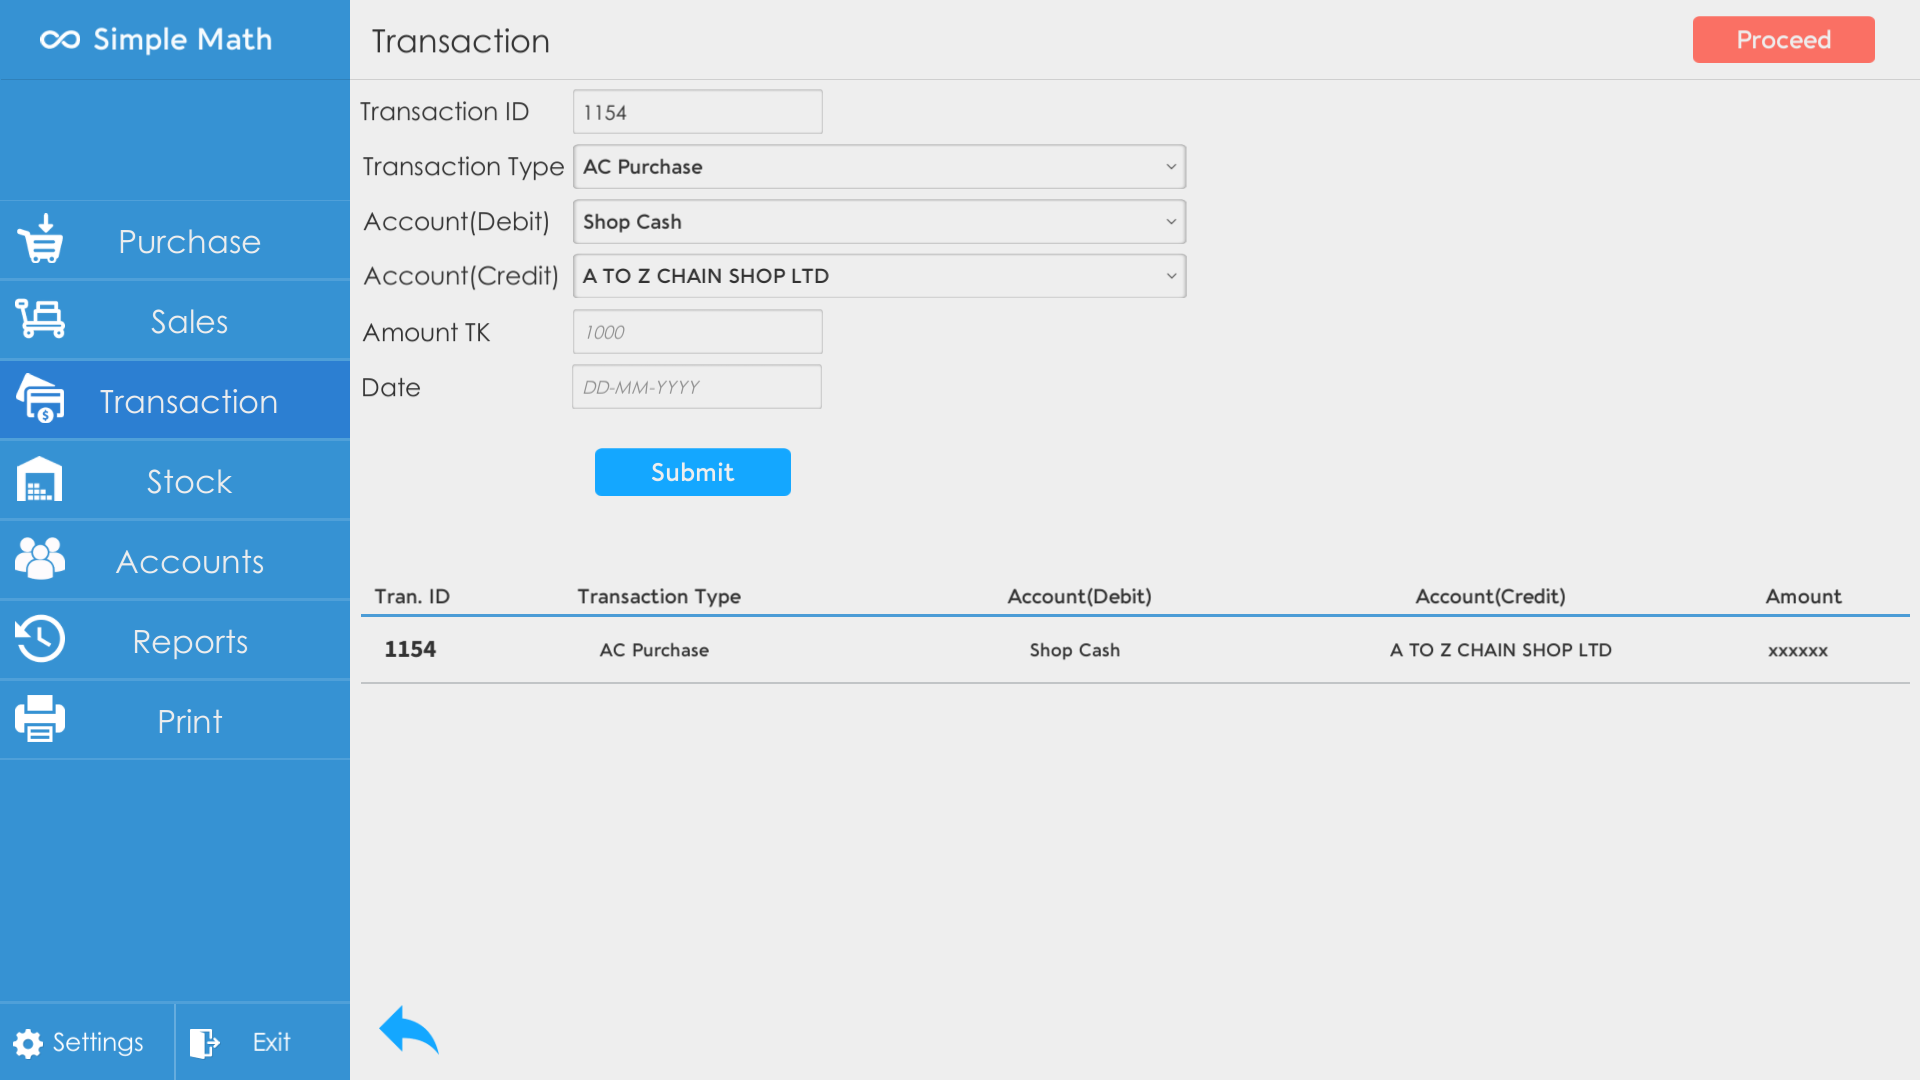 Simple Math
Transaction
Proceed
Transaction ID 1154
Transaction Type AC Purchase
Account(Debit) Shop Cash
Account(Credit) A TO Z CHAIN SHOP LTD
Amount TK 1000
Date DD-MM-YYYY
Submit
Purchase
Sales
Transaction
Stock
Accounts
Reports
Print
Tran. ID Transaction Type Account(Debit) Account(Credit) Amount
1154 AC Purchase Shop Cash A TO Z CHAIN SHOP LTD xxxxxx
Settings Exit